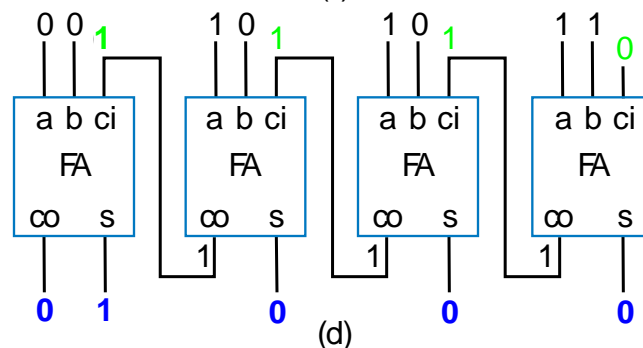 0 0 1 1 0 1 1 0 1 1 1 0
a b ci a b ci a b ci a b ci
FA FA FA FA
co s co s co s co s
1 1 1
0 1 0 0 0
(d)